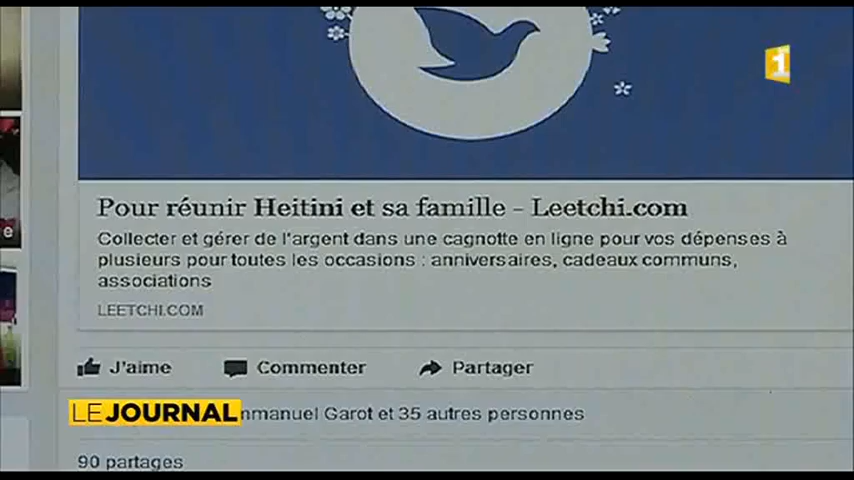 1
Pour réunir Heitini et sa famille - Leetchi.com
Collecter et gérer de l'argent dans une cagnotte en ligne pour vos dépenses à
plusieurs pour toutes les occasions : anniversaires, cadeaux communs,
associations
LEETCHI.COM
e
J'aime Commenter Partager
LE JOURNAL mmanuel Garot et 35 autres personnes
90 partages